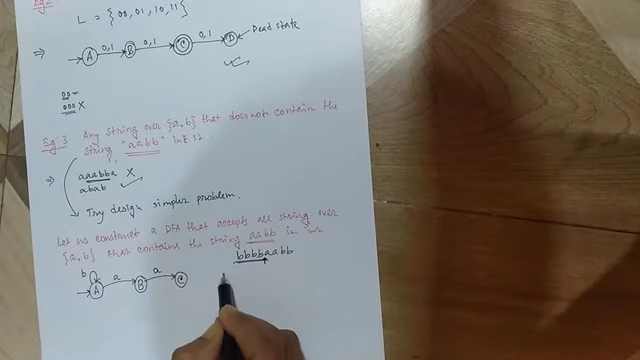 Eg:2
L = {00, 01, 10, 11}
⇒ A 0,1 B 0,1 C 0,1 D Dead state
00 =
000 X
Eg:3 Any string over {a,b} that does not contain the
string "aabb" in it.
⇒ aaabba X
abab ✓
Try design simpler problem.
Let us construct a DFA that accepts all string over
{a,b} that contains the string aabb in it
bbbbaabb
b
A a B a C